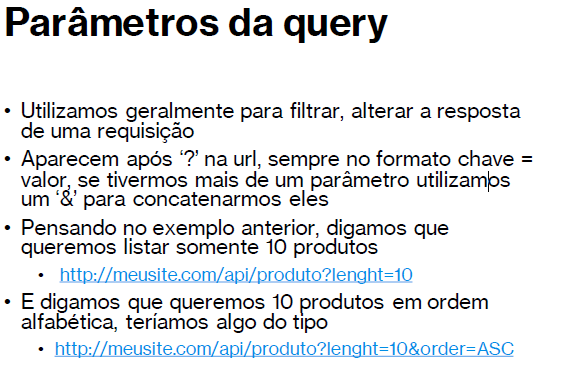 Parâmetros da query
• Utilizamos geralmente para filtrar, alterar a resposta
de uma requisição
• Aparecem após ‘?’ na url, sempre no formato chave =
valor, se tivermos mais de um parâmetro utilizamos
um ‘&’ para concatenarmos eles
• Pensando no exemplo anterior, digamos que
queremos listar somente 10 produtos
• http://meusite.com/api/produto?lenght=10
• E digamos que queremos 10 produtos em ordem
alfabética, teríamos algo do tipo
• http://meusite.com/api/produto?lenght=10&order=ASC